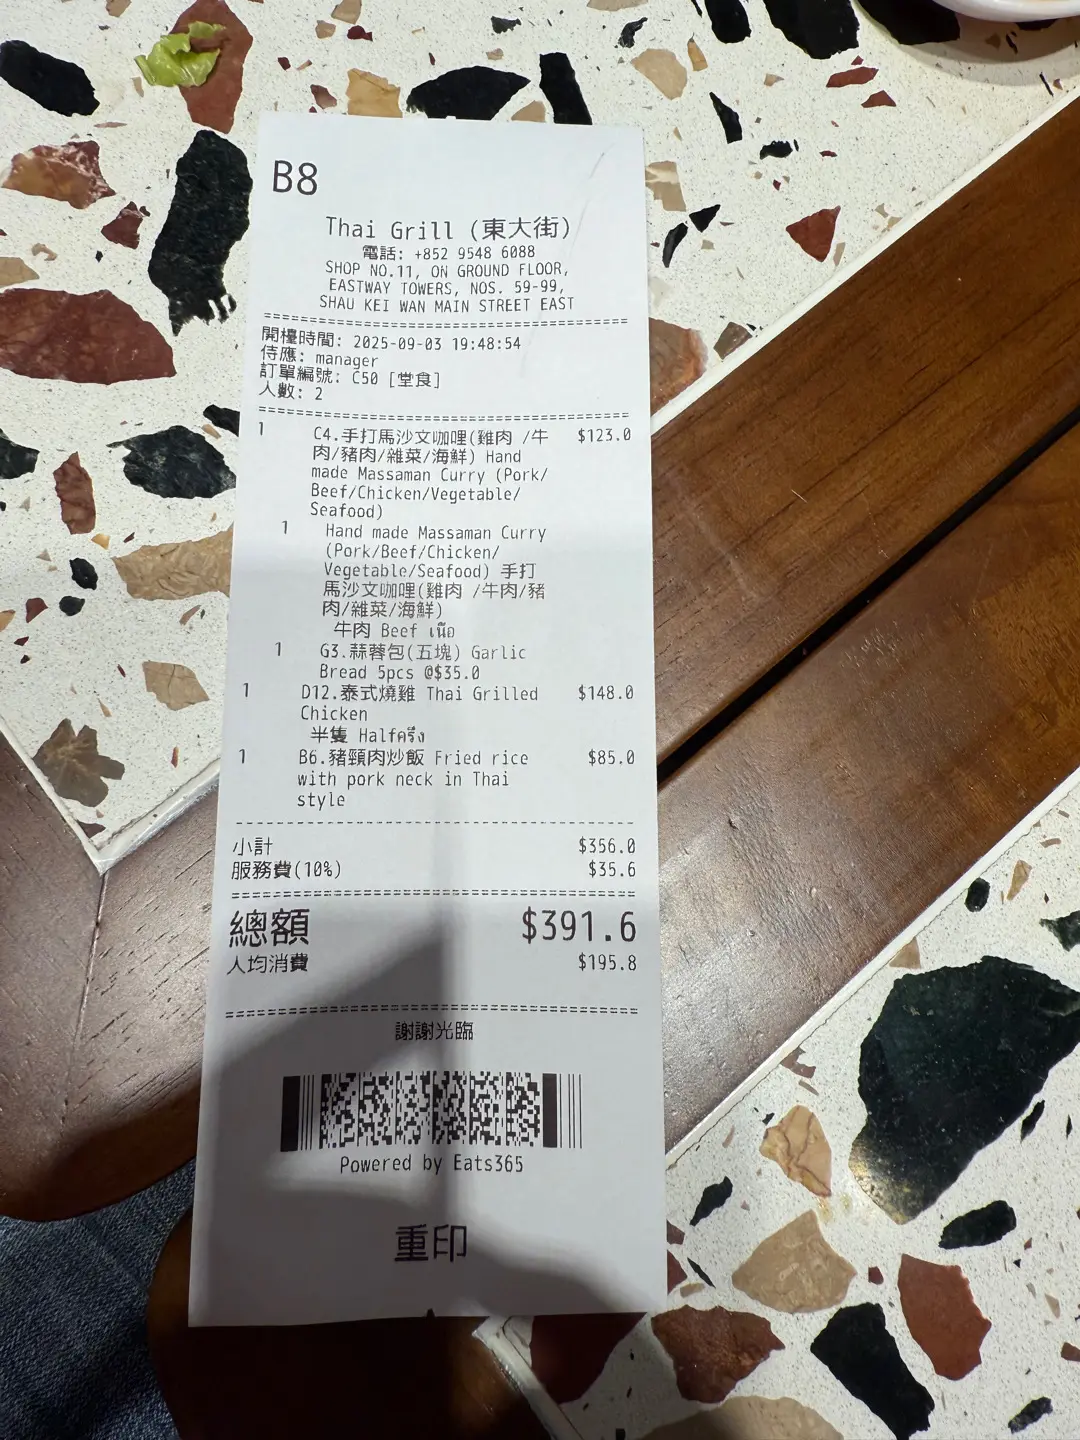 B8
Thai Grill (東大街)
電話: +852 9548 6088
SHOP NO.11, ON GROUND FLOOR,
EASTWAY TOWERS, NOS. 59-99,
SHAU KEI WAN MAIN STREET EAST
開檯時間: 2025-09-03 19:48:54
侍應: manager
訂單編號: C50 [堂食]
人數: 2
1 C4.手打馬沙文咖哩(雞肉 /牛 $123.0
肉/豬肉/雜菜/海鮮) Hand
made Massaman Curry (Pork/
Beef/Chicken/Vegetable/
Seafood)
1 Hand made Massaman Curry
(Pork/Beef/Chicken/
Vegetable/Seafood) 手打
馬沙文咖哩(雞肉 /牛肉/豬
肉/雜菜/海鮮)
牛肉 Beef เนื้อ
1 G3.蒜蓉包(五塊) Garlic
Bread 5pcs @$35.0
1 D12.泰式燒雞 Thai Grilled $148.0
Chicken
半隻 Halfครึ่ง
1 B6.豬頸肉炒飯 Fried rice $85.0
with pork neck in Thai
style
小計 $356.0
服務費(10%) $35.6
總額 $391.6
人均消費 $195.8
謝謝光臨
Powered by Eats365
重印